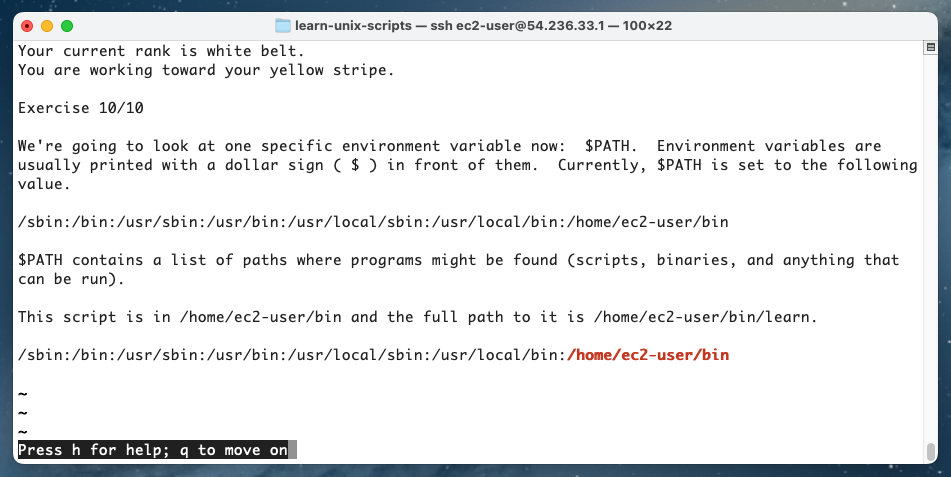 learn-unix-scripts — ssh ec2-user@54.236.33.1 — 100×22
Your current rank is white belt.
You are working toward your yellow stripe.
Exercise 10/10
We're going to look at one specific environment variable now:  $PATH.  Environment variables are
usually printed with a dollar sign ( $ ) in front of them.  Currently, $PATH is set to the following
value.
/sbin:/bin:/usr/sbin:/usr/bin:/usr/local/sbin:/usr/local/bin:/home/ec2-user/bin
$PATH contains a list of paths where programs might be found (scripts, binaries, and anything that
can be run).
This script is in /home/ec2-user/bin and the full path to it is /home/ec2-user/bin/learn.
/sbin:/bin:/usr/sbin:/usr/bin:/usr/local/sbin:/usr/local/bin:/home/ec2-user/bin
~
~
~
Press h for help; q to move on